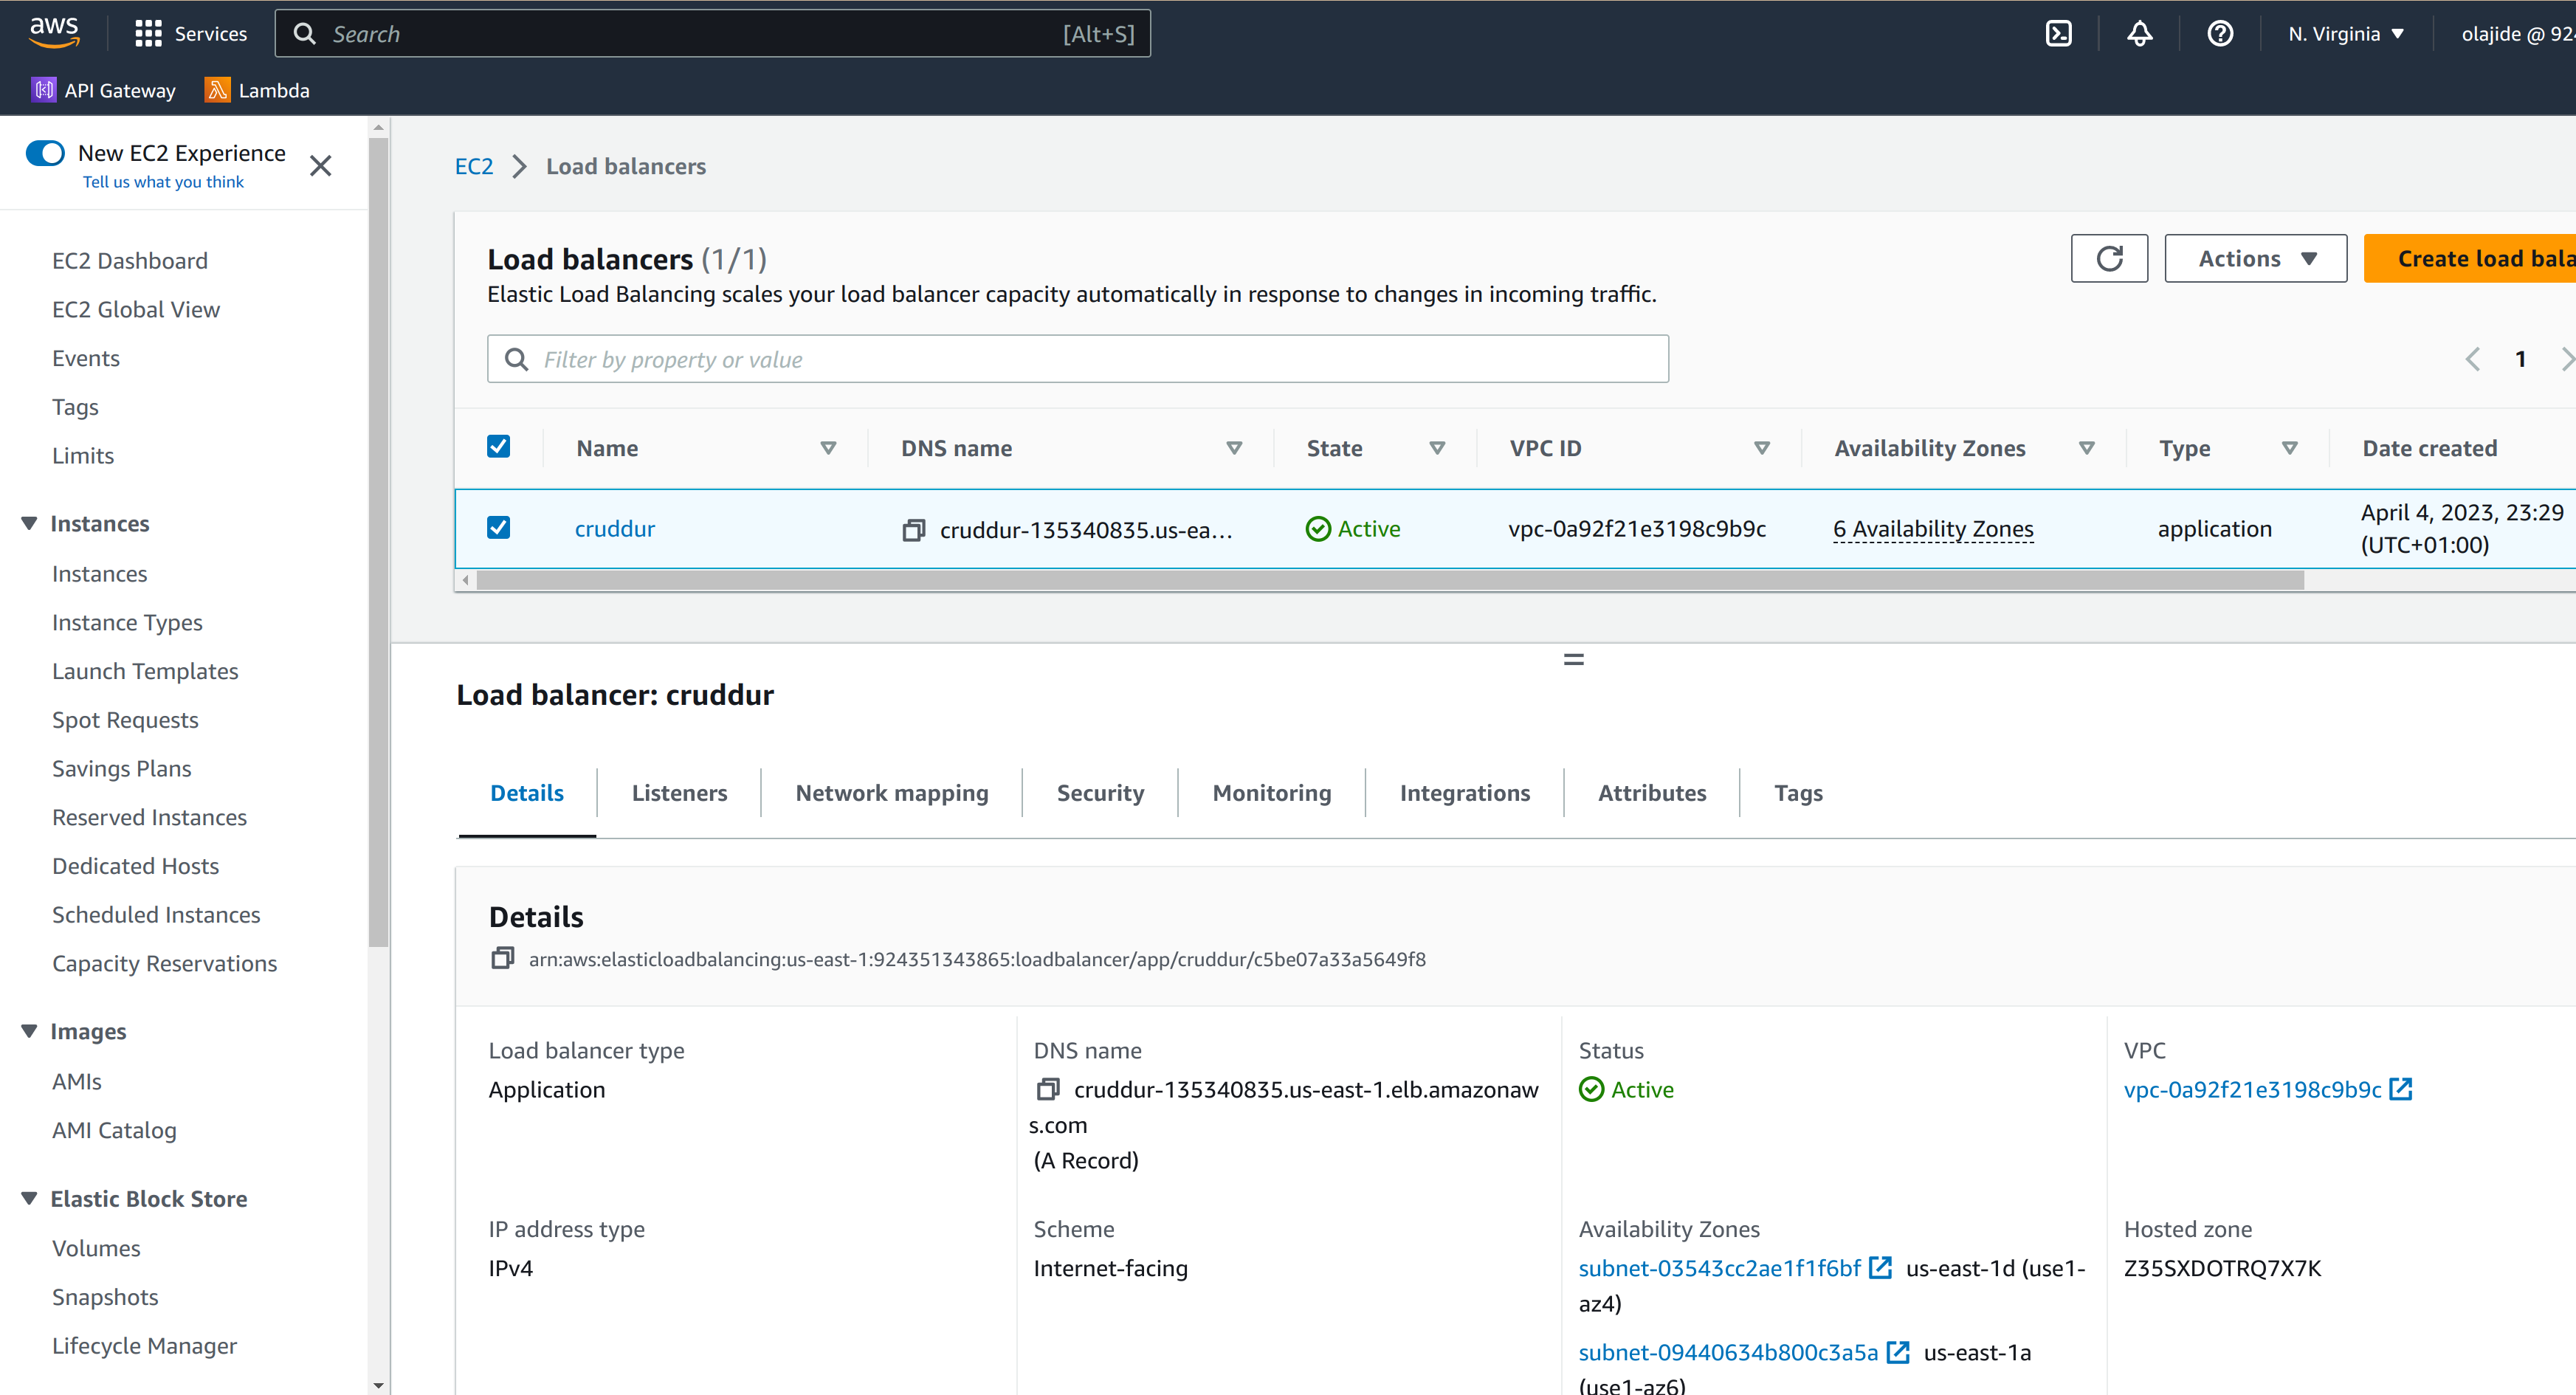 aws
Services
Search [Alt+S]
N. Virginia
olajide @ 92
API Gateway
Lambda
New EC2 Experience
Tell us what you think
EC2 Dashboard
EC2 Global View
Events
Tags
Limits
Instances
Instances
Instance Types
Launch Templates
Spot Requests
Savings Plans
Reserved Instances
Dedicated Hosts
Scheduled Instances
Capacity Reservations
Images
AMIs
AMI Catalog
Elastic Block Store
Volumes
Snapshots
Lifecycle Manager
EC2 Load balancers
Load balancers (1/1)
Elastic Load Balancing scales your load balancer capacity automatically in response to changes in incoming traffic.
Actions
Create load bala
Filter by property or value
1
Name DNS name State VPC ID Availability Zones Type Date created
cruddur cruddur-135340835.us-ea... Active vpc-0a92f21e3198c9b9c 6 Availability Zones application April 4, 2023, 23:29
(UTC+01:00)
Load balancer: cruddur
Details Listeners Network mapping Security Monitoring Integrations Attributes Tags
Details
arn:aws:elasticloadbalancing:us-east-1:924351343865:loadbalancer/app/cruddur/c5be07a33a5649f8
Load balancer type
Application
DNS name
cruddur-135340835.us-east-1.elb.amazonaw
s.com
(A Record)
Status
Active
VPC
vpc-0a92f21e3198c9b9c
IP address type
IPv4
Scheme
Internet-facing
Availability Zones
subnet-03543cc2ae1f1f6bf us-east-1d (use1-
az4)
subnet-09440634b800c3a5a us-east-1a
(use1-az6)
Hosted zone
Z35SXDOTRQ7X7K